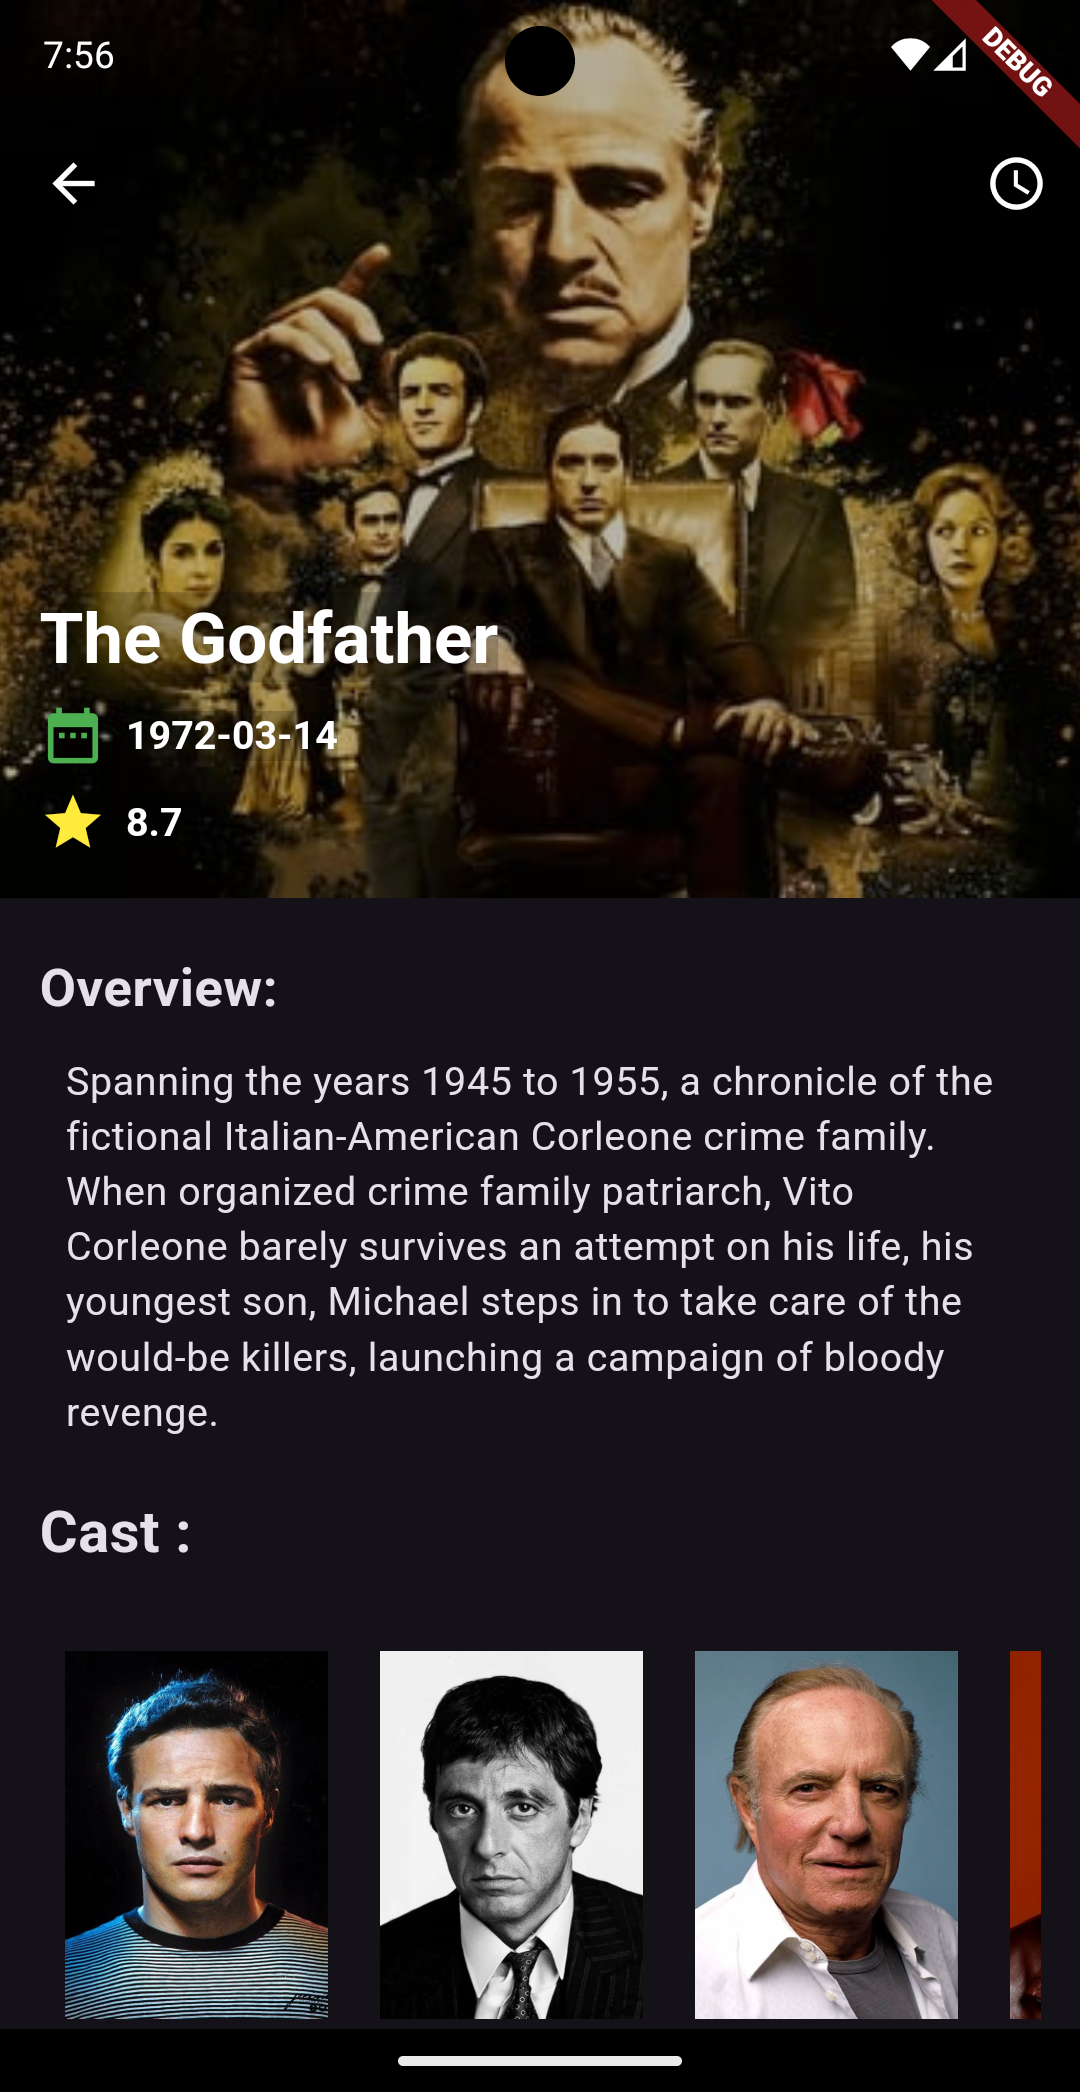 7:56
DEBUG
The Godfather
1972-03-14
8.7
Overview:
Spanning the years 1945 to 1955, a chronicle of the
fictional Italian-American Corleone crime family.
When organized crime family patriarch, Vito
Corleone barely survives an attempt on his life, his
youngest son, Michael steps in to take care of the
would-be killers, launching a campaign of bloody
revenge.
Cast :